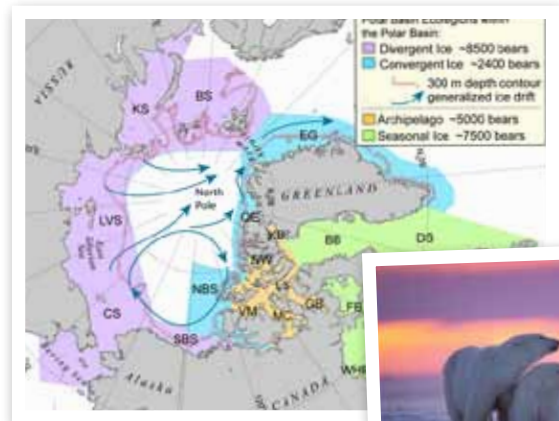 Polar Basin Ecoregions within
the Polar Basin:
Divergent Ice ~8500 bears
Convergent Ice ~2400 bears
300 m depth contour
generalized ice drift
Archipelago ~5000 bears
Seasonal Ice ~7500 bears
RUSSIA
KS
BS
EG
GREENLAND
North
Pole
LVS
QE
KB
BB
DS
NW
LS
NBS
VM
MC
GB
FB
CS
SBS
WH
Bering Sea
Alaska
CANADA